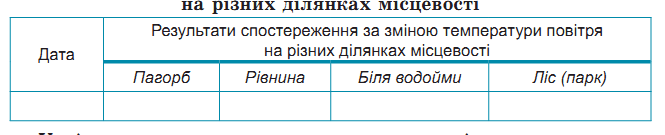 на різних ділянках місцевості
Дата
Результати спостереження за зміною температури повітря
на різних ділянках місцевості
Пагорб
Рівнина
Біля водойми
Ліс (парк)